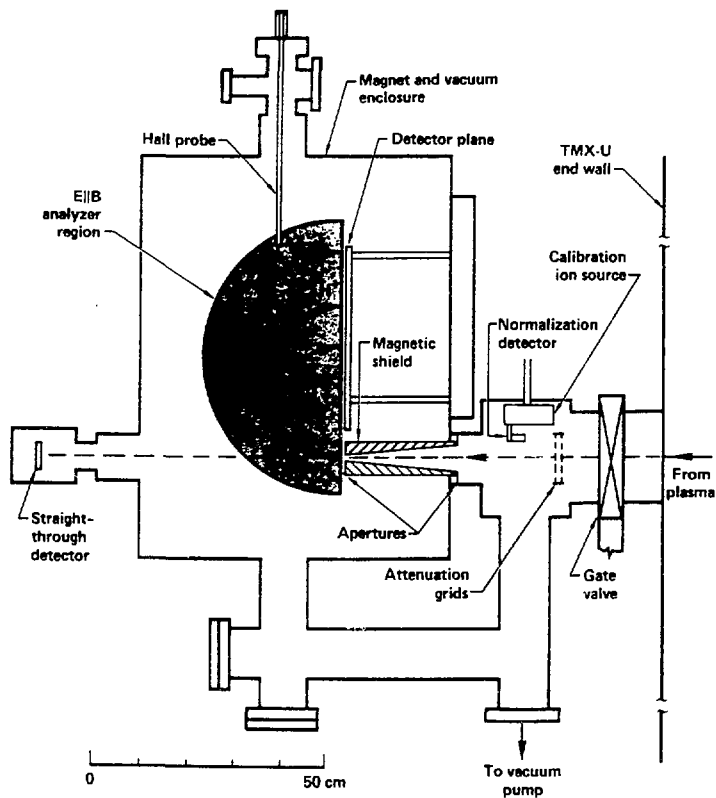 Magnet and vacuum
enclosure
Hall probe
Detector plane
TMX-U
end wall
E||B
analyzer
region
Calibration
ion source
Normalization
detector
Magnetic
shield
From
plasma
Straight-
through
detector
Apertures
Attenuation
grids
Gate
valve
0
50 cm
To vacuum
pump